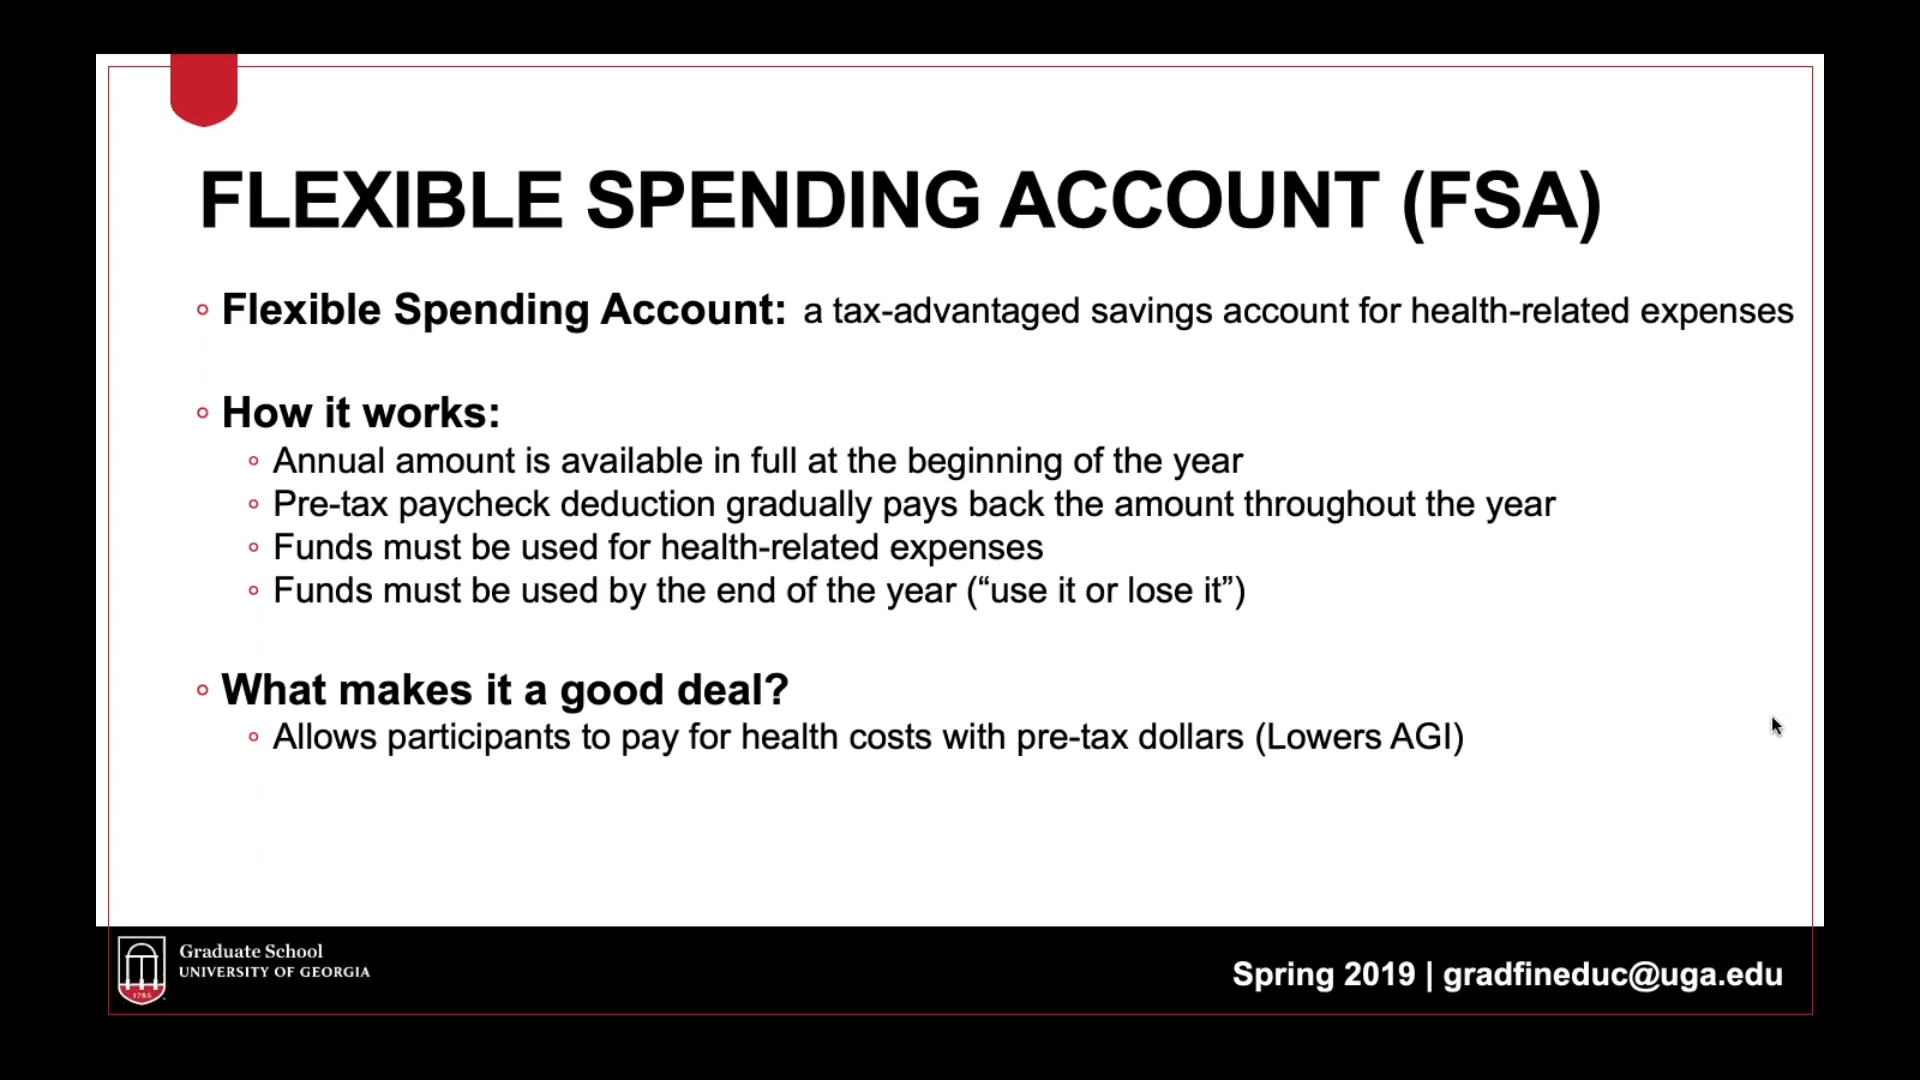 FLEXIBLE SPENDING ACCOUNT (FSA)
◦ Flexible Spending Account: a tax-advantaged savings account for health-related expenses
◦ How it works:
◦ Annual amount is available in full at the beginning of the year
◦ Pre-tax paycheck deduction gradually pays back the amount throughout the year
◦ Funds must be used for health-related expenses
◦ Funds must be used by the end of the year (“use it or lose it”)
◦ What makes it a good deal?
◦ Allows participants to pay for health costs with pre-tax dollars (Lowers AGI)
1785
Graduate School
UNIVERSITY OF GEORGIA
Spring 2019 | gradfineduc@uga.edu